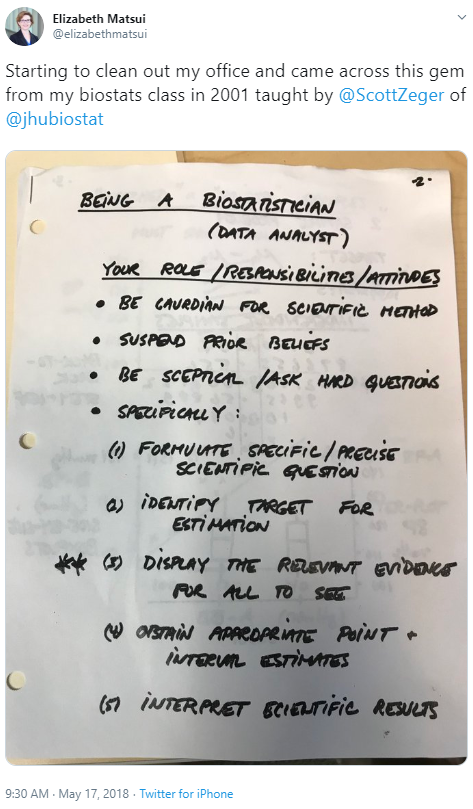 Elizabeth Matsui
@elizabethmatsui
Starting to clean out my office and came across this gem
from my biostats class in 2001 taught by @ScottZeger of
@jhubiostat
-2-
BEING A BIOSTATISTICIAN
(DATA ANALYST)
YOUR ROLE/RESPONSIBILITIES/ATTITUDES
• BE GAURDIAN FOR SCIENTIFIC METHOD
• SUSPEND PRIOR BELIEFS
• BE SCEPTICAL /ASK HARD QUESTIONS
• SPECIFICALLY:
(1) FORMULATE SPECIFIC/PRECISE
SCIENTIFIC QUESTION
2) IDENTIFY TARGET FOR
ESTIMATION
** (3) DISPLAY THE RELEVANT EVIDENCE
FOR ALL TO SEE
(4) OBTAIN APPROPRIATE POINT +
INTERVAL ESTIMATES
(5) INTERPRET SCIENTIFIC RESULTS
9:30 AM · May 17, 2018 · Twitter for iPhone